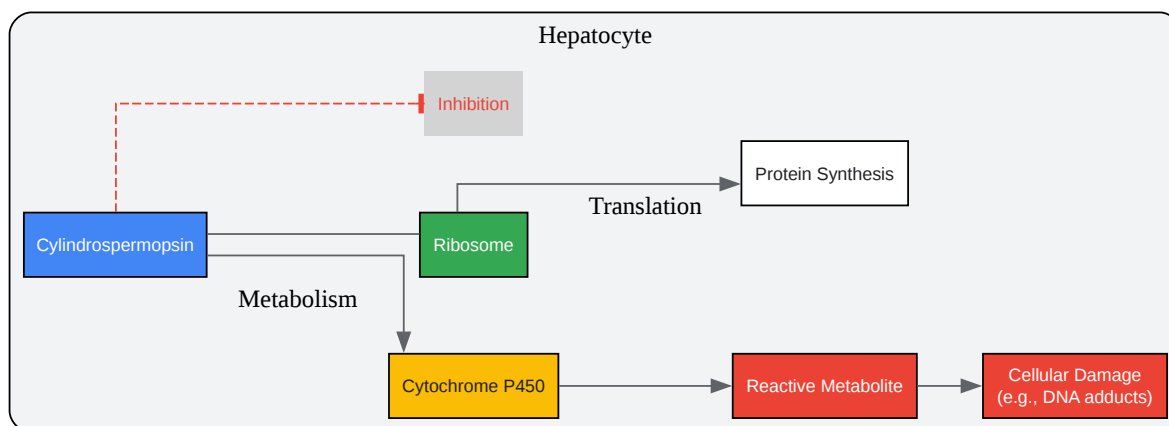 Hepatocyte
Inhibition
Protein Synthesis
Translation
Cylindrospermopsin
Ribosome
Metabolism
Cytochrome P450
Reactive Metabolite
Cellular Damage
(e.g., DNA adducts)